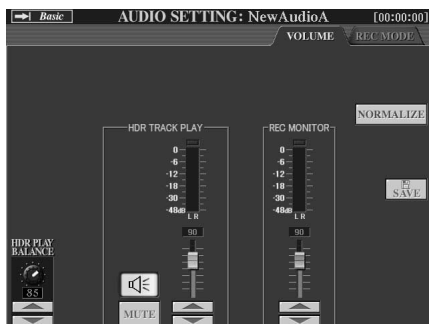 Basic AUDIO SETTING: NewAudioA [00:00:00]
VOLUME REC MODE
NORMALIZE
HDR TRACK PLAY REC MONITOR
0 0
-6 -6
-12 -12
-18 -18
-30 -30
-48dB -48dB
L R L R
SAVE
90 90
HDR PLAY
BALANCE
85
MUTE